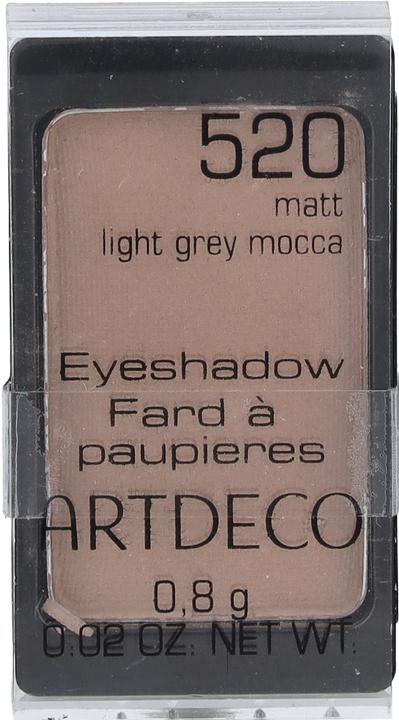 520
matt
light grey mocca
Eyeshadow
Fard à
paupieres
ARTDECO
0,8 g
0.02 OZ. NET WT.